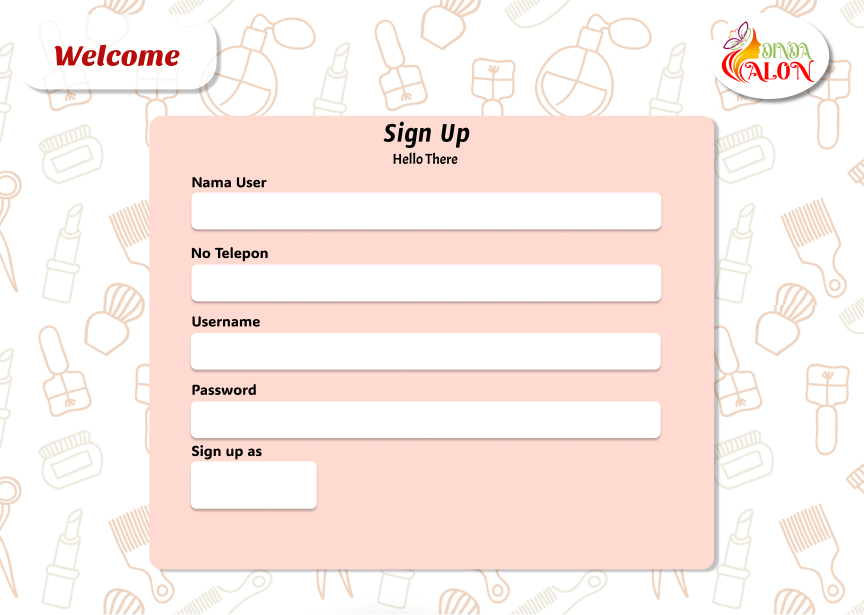 Welcome
DINDA
SALON
Sign Up
Hello There
Nama User
No Telepon
Username
Password
Sign up as